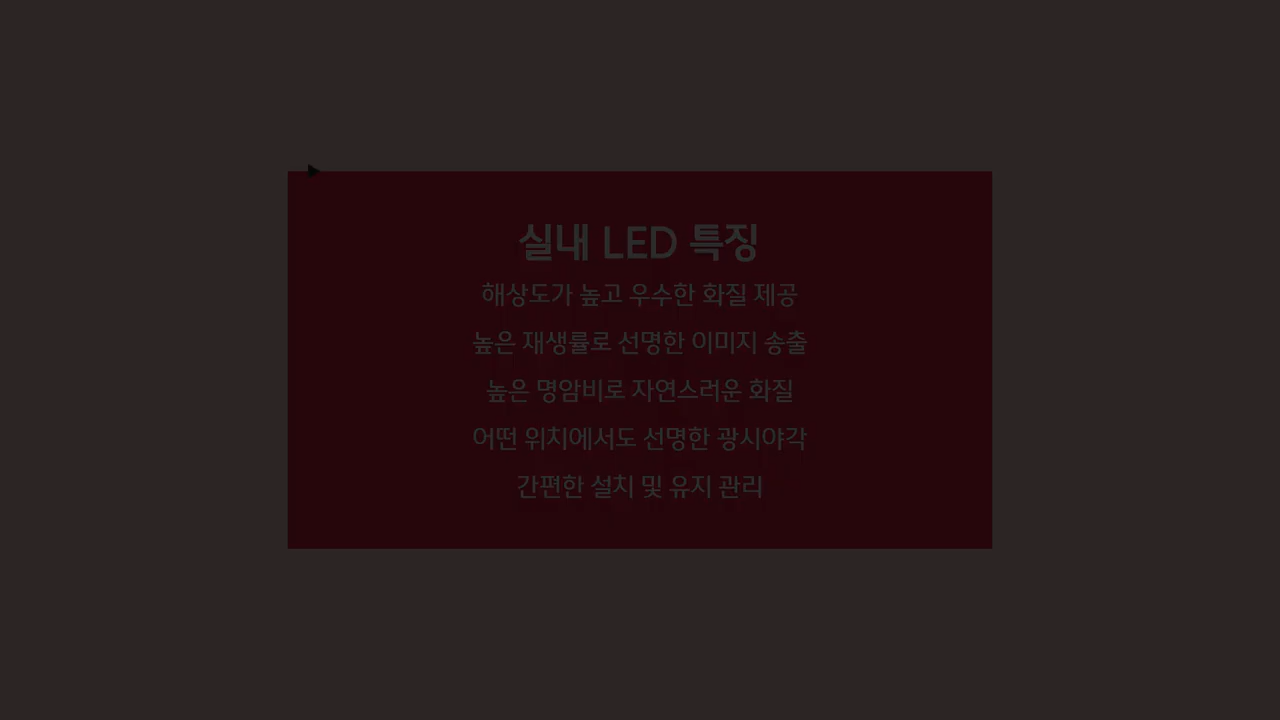 실내 LED 특징
해상도가 높고 우수한 화질 제공
높은 재생률로 선명한 이미지 송출
높은 명암비로 자연스러운 화질
어떤 위치에서도 선명한 광시야각
간편한 설치 및 유지 관리